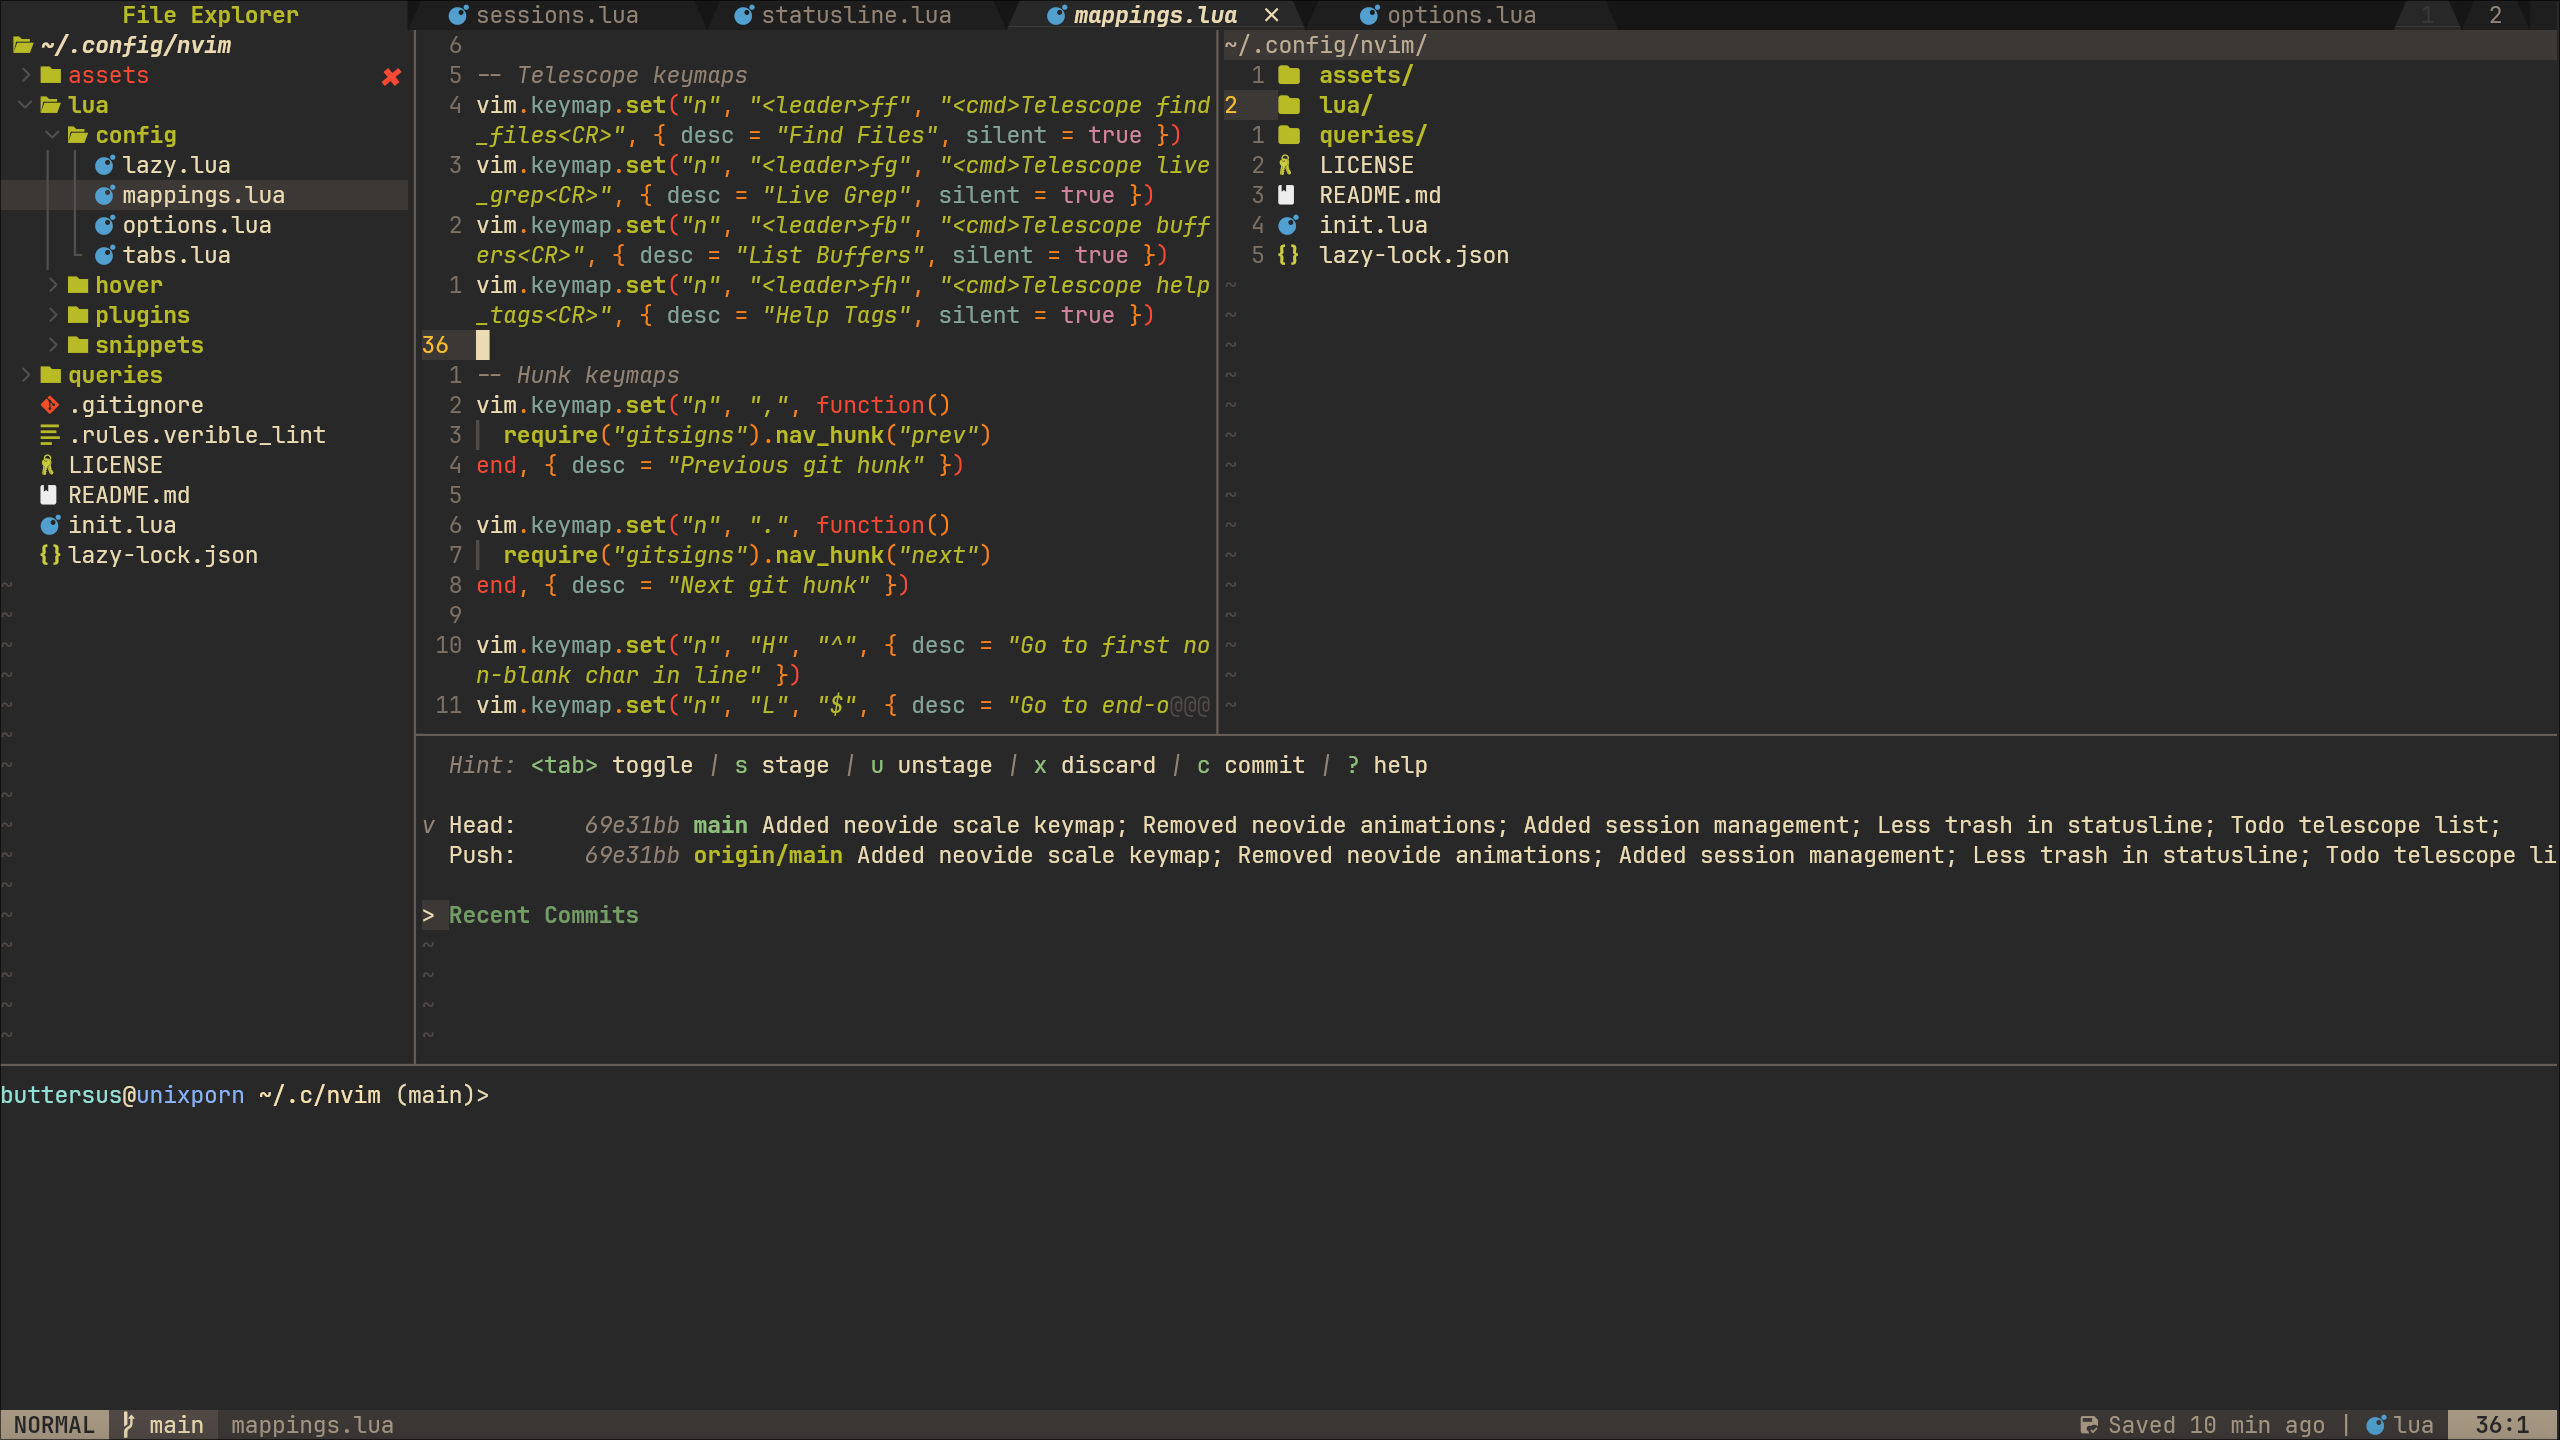 File Explorer
sessions.lua statusline.lua mappings.lua ✕ options.lua 1 2
~/.config/nvim
assets ✖
lua
config
lazy.lua
mappings.lua
options.lua
tabs.lua
hover
plugins
snippets
queries
.gitignore
.rules.verible_lint
LICENSE
README.md
init.lua
lazy-lock.json
6
5 -- Telescope keymaps
4 vim.keymap.set("n", "<leader>ff", "<cmd>Telescope find
_files<CR>", { desc = "Find Files", silent = true })
3 vim.keymap.set("n", "<leader>fg", "<cmd>Telescope live
_grep<CR>", { desc = "Live Grep", silent = true })
2 vim.keymap.set("n", "<leader>fb", "<cmd>Telescope buff
ers<CR>", { desc = "List Buffers", silent = true })
1 vim.keymap.set("n", "<leader>fh", "<cmd>Telescope help
_tags<CR>", { desc = "Help Tags", silent = true })
36
1 -- Hunk keymaps
2 vim.keymap.set("n", ",", function()
3 require("gitsigns").nav_hunk("prev")
4 end, { desc = "Previous git hunk" })
5
6 vim.keymap.set("n", ".", function()
7 require("gitsigns").nav_hunk("next")
8 end, { desc = "Next git hunk" })
9
10 vim.keymap.set("n", "H", "^", { desc = "Go to first no
n-blank char in line" })
11 vim.keymap.set("n", "L", "$", { desc = "Go to end-o@@@
~/.config/nvim/
1 assets/
2 lua/
1 queries/
2 LICENSE
3 README.md
4 init.lua
5 {} lazy-lock.json
Hint: <tab> toggle | s stage | u unstage | x discard | c commit | ? help
v Head: 69e31bb main Added neovide scale keymap; Removed neovide animations; Added session management; Less trash in statusline; Todo telescope list;
Push: 69e31bb origin/main Added neovide scale keymap; Removed neovide animations; Added session management; Less trash in statusline; Todo telescope li
> Recent Commits
buttersus@unixporn ~/.c/nvim (main)>
NORMAL main mappings.lua Saved 10 min ago | lua 36:1